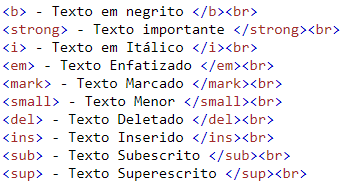 <b> - Texto em negrito </b><br>
<strong> - Texto importante </strong><br>
<i> - Texto em Itálico </i><br>
<em> - Texto Enfatizado </em><br>
<mark> - Texto Marcado </mark><br>
<small> - Texto Menor </small><br>
<del> - Texto Deletado </del><br>
<ins> - Texto Inserido </ins><br>
<sub> - Texto Subescrito </sub><br>
<sup> - Texto Superescrito </sup><br>